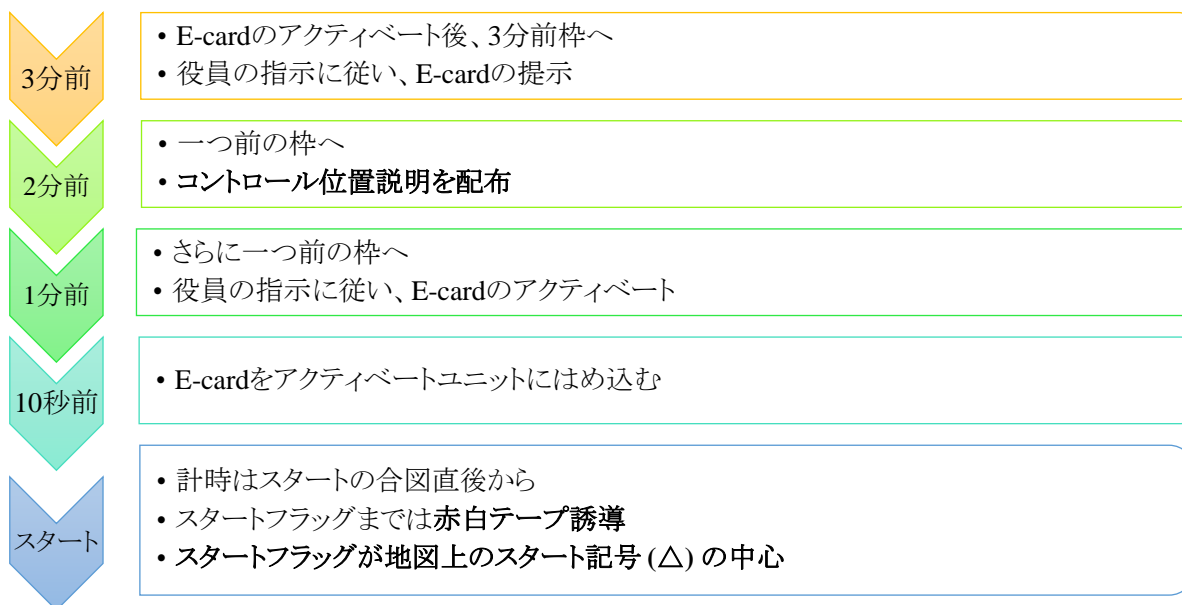 3分前
• E-cardのアクティベート後、3分前枠へ
• 役員の指示に従い、E-cardの提示
2分前
• 一つ前の枠へ
• コントロール位置説明を配布
1分前
• さらに一つ前の枠へ
• 役員の指示に従い、E-cardのアクティベート
10秒前
• E-cardをアクティベートユニットにはめ込む
スタート
• 計時はスタートの合図直後から
• スタートフラッグまでは赤白テープ誘導
• スタートフラッグが地図上のスタート記号 (△) の中心